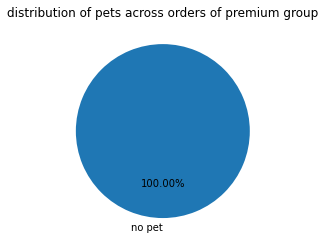 distribution of pets across orders of premium group
100.00%
no pet